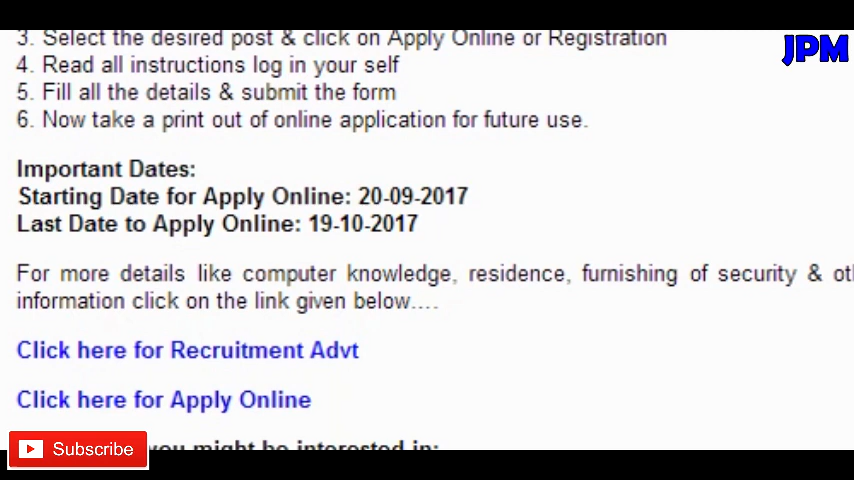 3. Select the desired post & click on Apply Online or Registration
JPM
4. Read all instructions log in your self
5. Fill all the details & submit the form
6. Now take a print out of online application for future use.
Important Dates:
Starting Date for Apply Online: 20-09-2017
Last Date to Apply Online: 19-10-2017
For more details like computer knowledge, residence, furnishing of security &
information click on the link given below....
Click here for Recruitment Advt
Click here for Apply Online
you might be interested in:
Subscribe